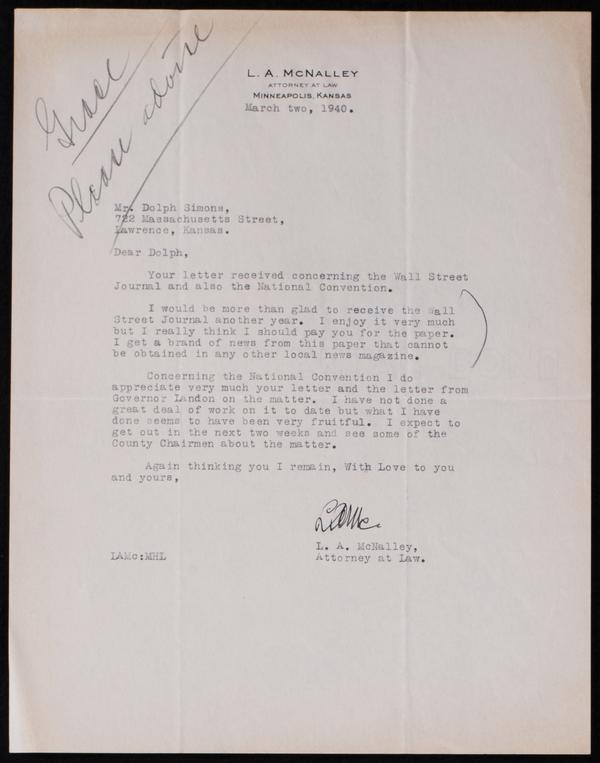 Grace
Please advise
L. A. McNalley
Attorney at Law
Minneapolis, Kansas
March two, 1940.
Mr. Dolph Simons,
722 Massachusetts Street,
Lawrence, Kansas.
Dear Dolph,
Your letter received concerning the Wall Street
Journal and also the National Convention.
I would be more than glad to receive the Wall
Street Journal another year. I enjoy it very much
but I really think I should pay you for the paper.
I get a brand of news from this paper that cannot
be obtained in any other local news magazine.
Concerning the National Convention I do
appreciate very much your letter and the letter from
Governor Landon on the matter. I have not done a
great deal of work on it to date but what I have
done seems to have been very fruitful. I expect to
get out in the next two weeks and see some of the
County Chairmen about the matter.
Again thinking you I remain, With Love to you
and yours,
LAMc.
L. A. McNalley,
LAMc:MHL Attorney at Law.